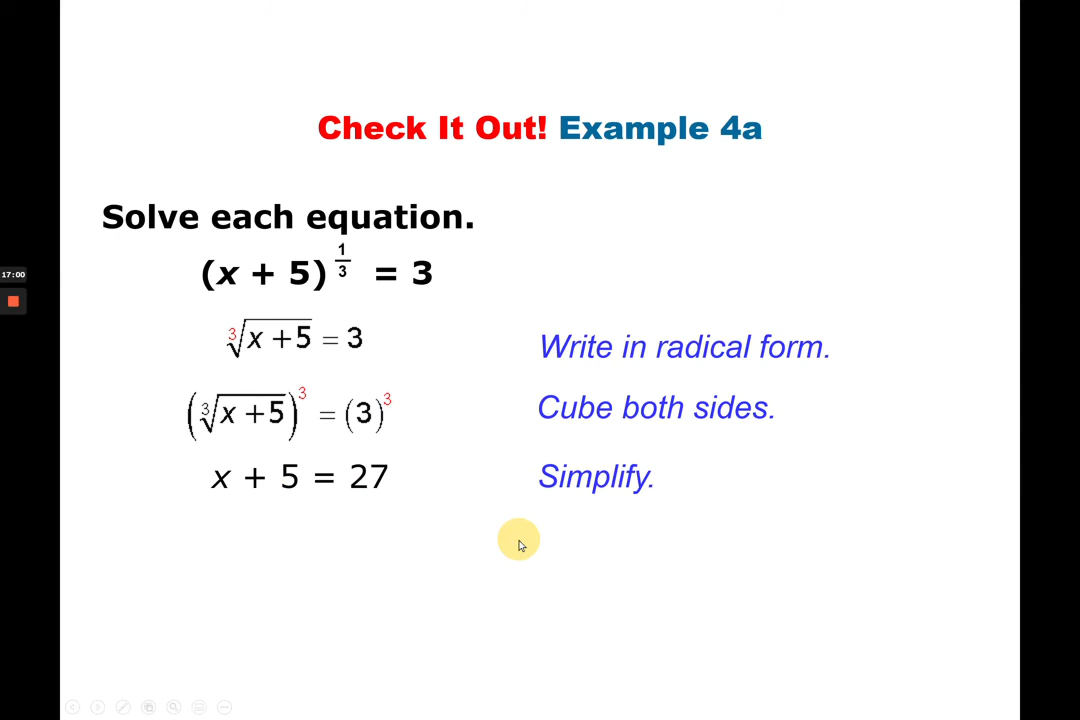 Check It Out! Example 4a
Solve each equation.
(x + 5)^(1/3) = 3
17:00
∛(x + 5) = 3 Write in radical form.
(∛(x + 5))³ = (3)³ Cube both sides.
x + 5 = 27 Simplify.